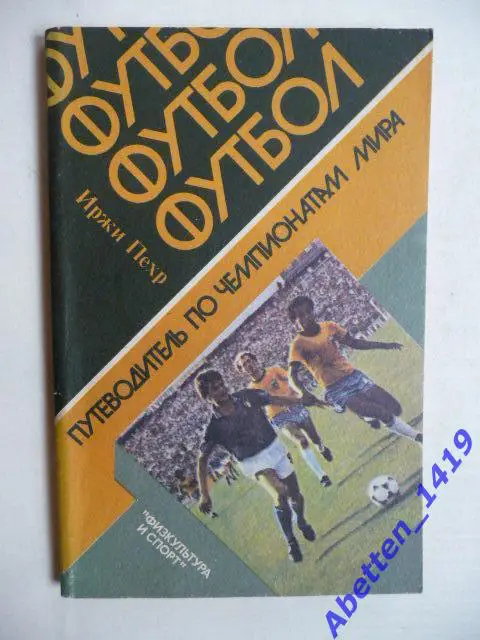 ФУТБОЛ
ФУТБОЛ
ФУТБОЛ
Иржи Пехр
ПУТЕВОДИТЕЛЬ ПО ЧЕМПИОНАТАМ МИРА
"ФИЗКУЛЬТУРА
И СПОРТ"
Abetten_1419